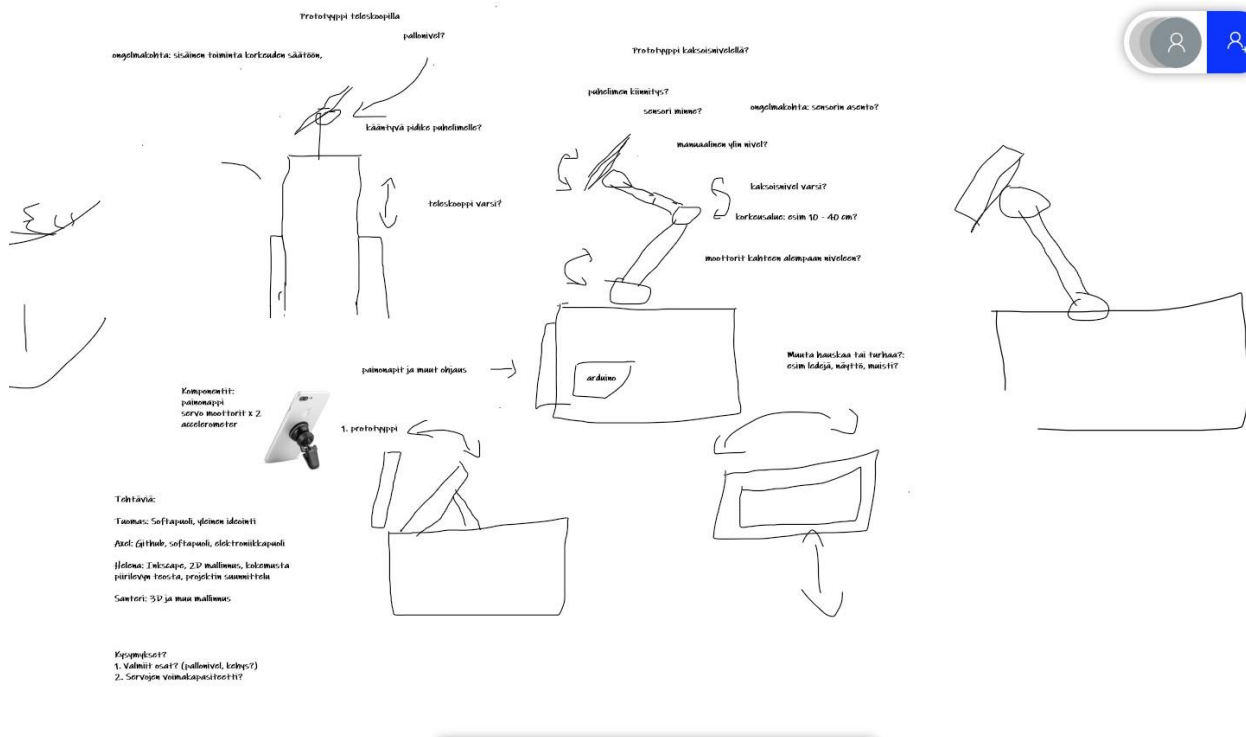 Prototyyppi teleskoopilla
pallonivel?
ongelmakohta: sisäinen toiminta korkeuden säätöön,
kääntyvä pidike puhelimelle?
teleskooppi varsi?
Prototyyppi kaksoisnivelellä?
puhelimen kiinnitys?
sensori minne?
ongelmakohta: sensorin asento?
manuaalinen ylin nivel?
kaksoisnivel varsi?
korkeusalue: esim 10 - 40 cm?
moottorit kahteen alempaan niveleen?
painonapit ja muut ohjaus
arduino
Muuta hauskaa tai turhaa?:
esim ledejä, näyttö, muisti?
Komponentit:
painonappi
servo moottorit x 2
accelerometer
1. prototyyppi
Tehtäviä:
Tuomas: Softapuoli, yleinen ideointi
Axel: Github, softapuoli, elektroniikkapuoli
Helena: Inkscape, 2D mallinnus, kokemusta
piirilevyn teosta, projektin suunnittelu
Santeri: 3D ja muu mallinnus
Kysymykset?
1. Valmiit osat? (pallonivel, kehys?)
2. Servojen voimakapasiteetti?